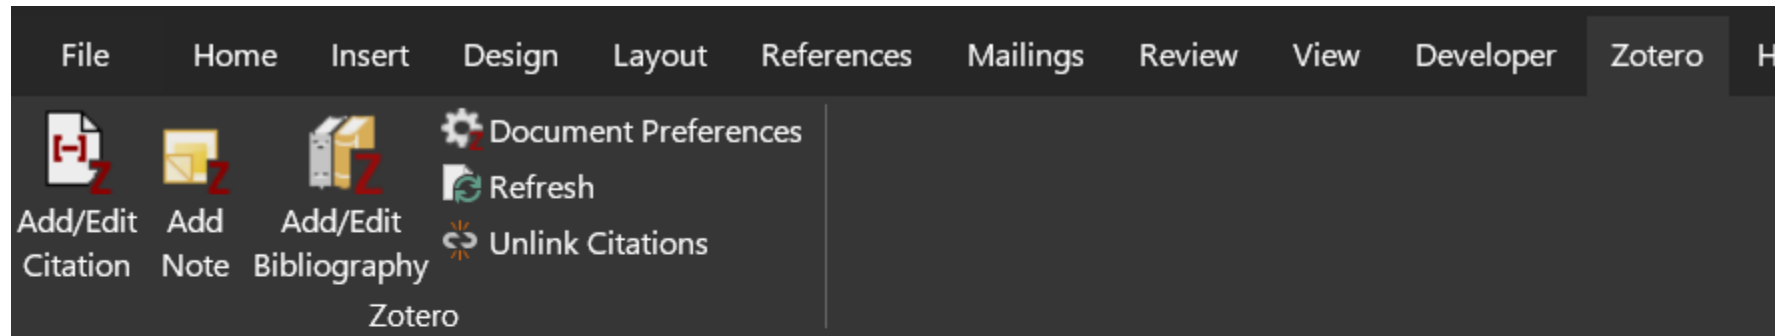 File Home Insert Design Layout References Mailings Review View Developer Zotero H
Add/Edit
Citation
Add
Note
Add/Edit
Bibliography
Document Preferences
Refresh
Unlink Citations
Zotero